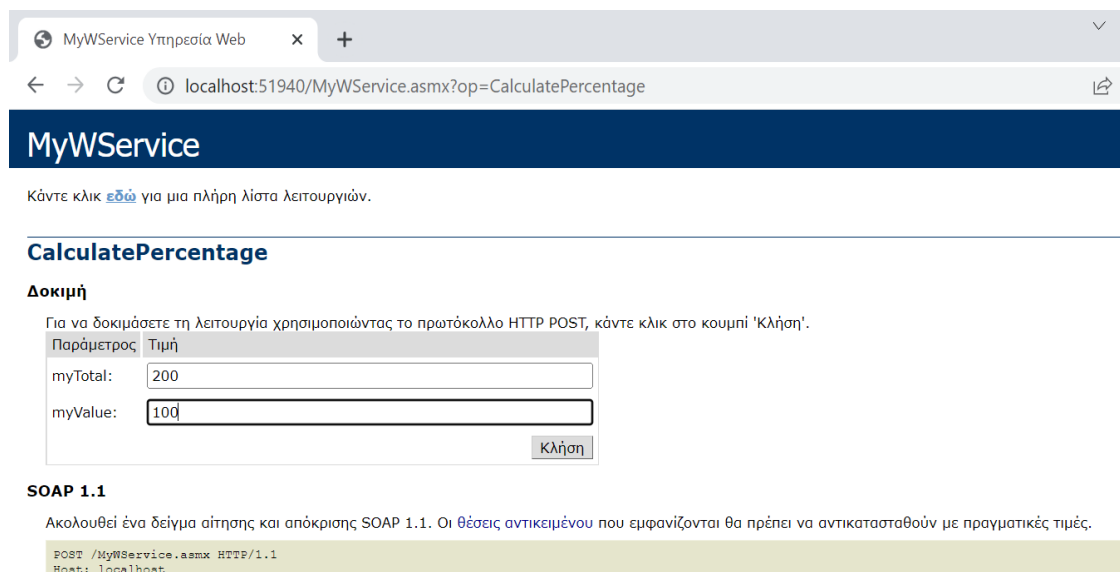 MyWService Υπηρεσία Web
localhost:51940/MyWService.asmx?op=CalculatePercentage
MyWService
Κάντε κλικ εδώ για μια πλήρη λίστα λειτουργιών.
CalculatePercentage
Δοκιμή
Για να δοκιμάσετε τη λειτουργία χρησιμοποιώντας το πρωτόκολλο HTTP POST, κάντε κλικ στο κουμπί 'Κλήση'.
Παράμετρος Τιμή
myTotal: 200
myValue: 100
Κλήση
SOAP 1.1
Ακολουθεί ένα δείγμα αίτησης και απόκρισης SOAP 1.1. Οι θέσεις αντικειμένου που εμφανίζονται θα πρέπει να αντικατασταθούν με πραγματικές τιμές.
POST /MyWService.asmx HTTP/1.1
Host: localhost